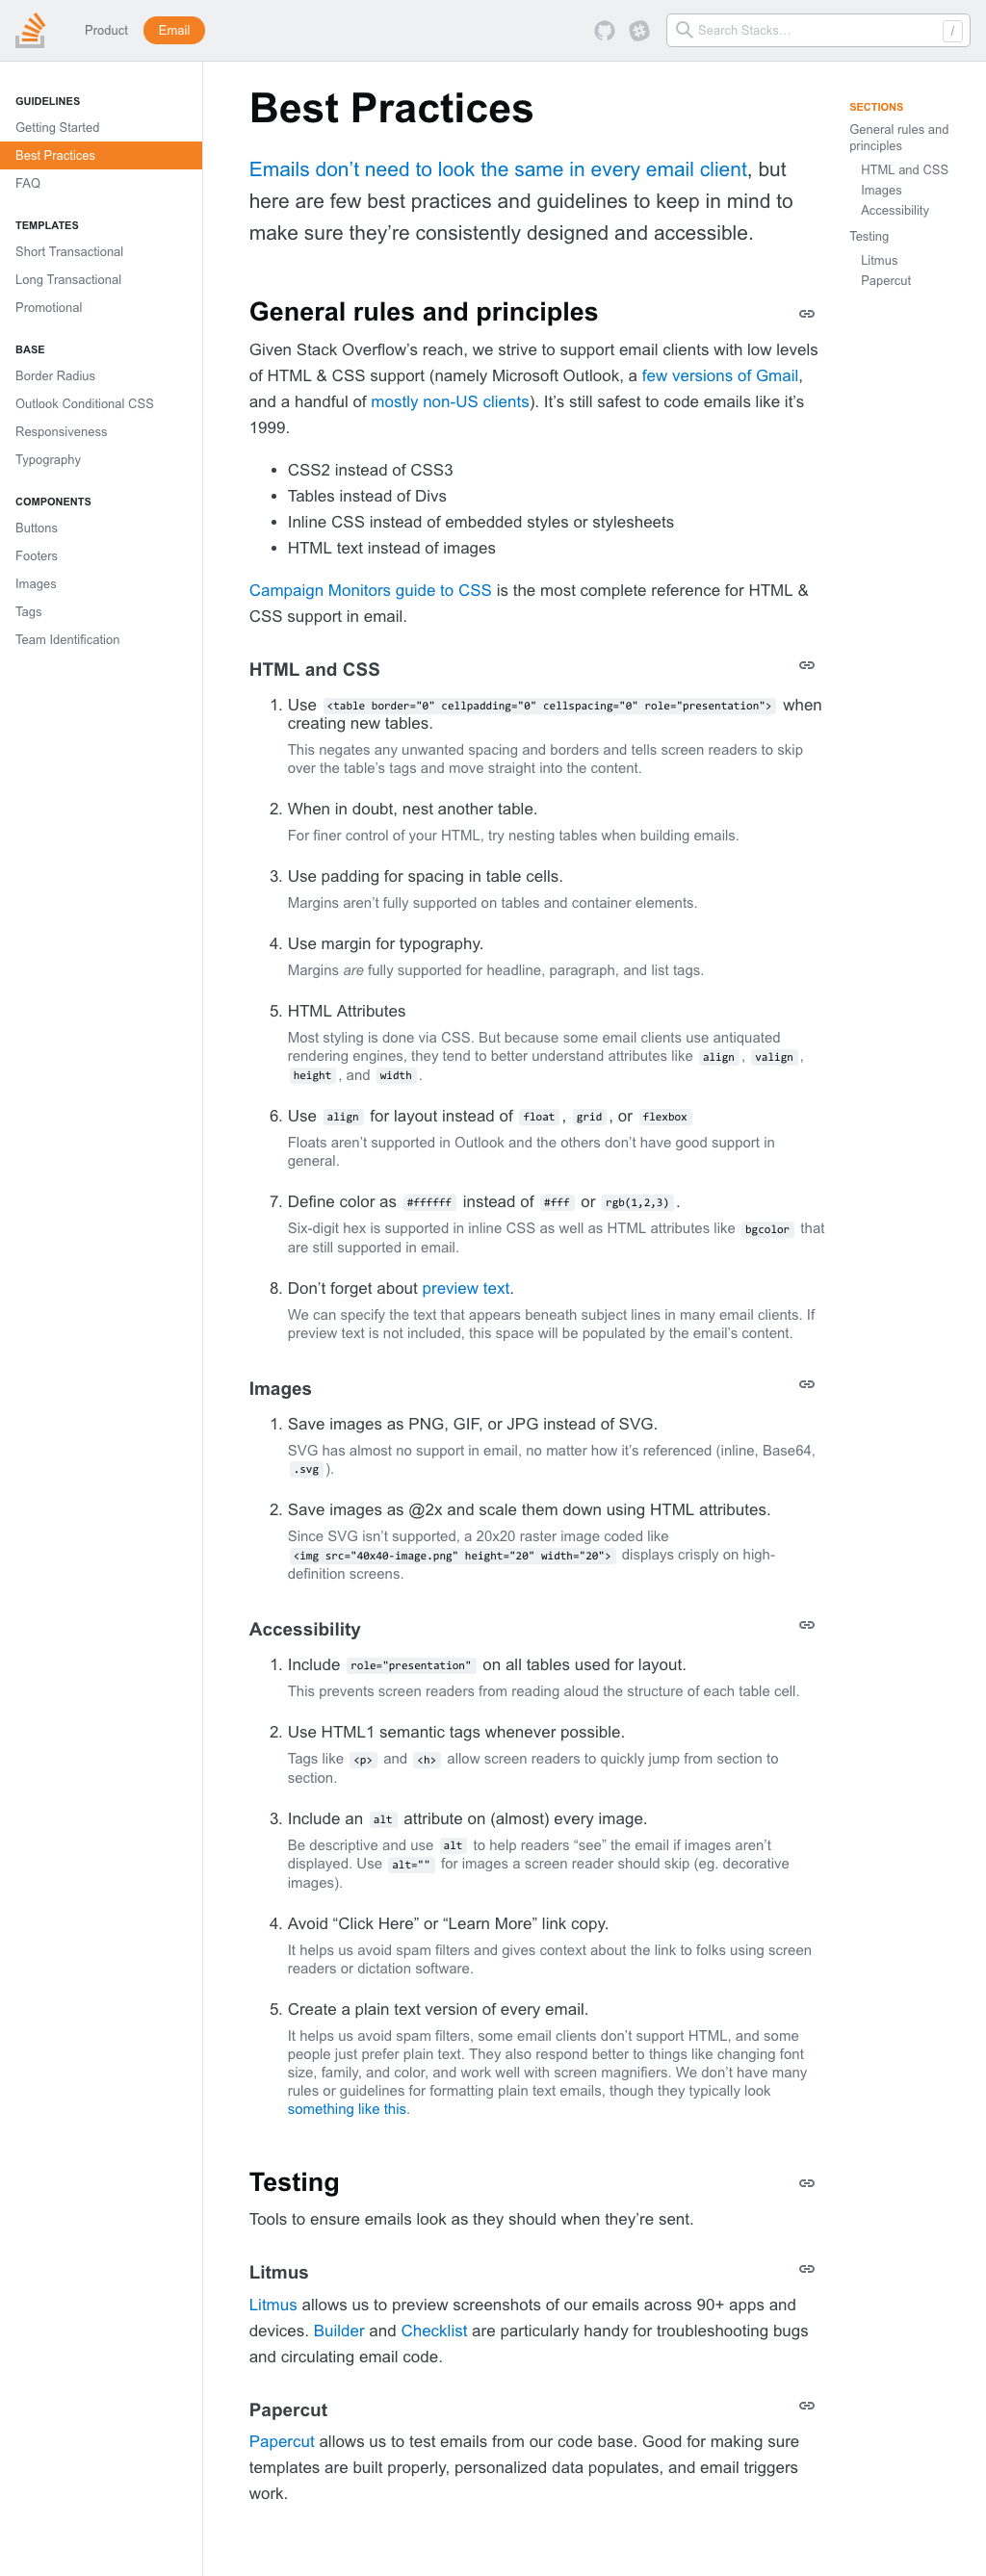 Product
Email
Search Stacks...
/
GUIDELINES
Getting Started
Best Practices
FAQ
TEMPLATES
Short Transactional
Long Transactional
Promotional
BASE
Border Radius
Outlook Conditional CSS
Responsiveness
Typography
COMPONENTS
Buttons
Footers
Images
Tags
Team Identification
Best Practices
Emails don’t need to look the same in every email client, but
here are few best practices and guidelines to keep in mind to
make sure they’re consistently designed and accessible.
General rules and principles
Given Stack Overflow’s reach, we strive to support email clients with low levels
of HTML & CSS support (namely Microsoft Outlook, a few versions of Gmail,
and a handful of mostly non-US clients). It’s still safest to code emails like it’s
1999.
• CSS2 instead of CSS3
• Tables instead of Divs
• Inline CSS instead of embedded styles or stylesheets
• HTML text instead of images
Campaign Monitors guide to CSS is the most complete reference for HTML &
CSS support in email.
HTML and CSS
1. Use <table border="0" cellpadding="0" cellspacing="0" role="presentation"> when
creating new tables.
This negates any unwanted spacing and borders and tells screen readers to skip
over the table’s tags and move straight into the content.
2. When in doubt, nest another table.
For finer control of your HTML, try nesting tables when building emails.
3. Use padding for spacing in table cells.
Margins aren’t fully supported on tables and container elements.
4. Use margin for typography.
Margins are fully supported for headline, paragraph, and list tags.
5. HTML Attributes
Most styling is done via CSS. But because some email clients use antiquated
rendering engines, they tend to better understand attributes like align, valign,
height, and width.
6. Use align for layout instead of float, grid, or flexbox
Floats aren’t supported in Outlook and the others don’t have good support in
general.
7. Define color as #ffffff instead of #fff or rgb(1,2,3).
Six-digit hex is supported in inline CSS as well as HTML attributes like bgcolor that
are still supported in email.
8. Don’t forget about preview text.
We can specify the text that appears beneath subject lines in many email clients. If
preview text is not included, this space will be populated by the email’s content.
Images
1. Save images as PNG, GIF, or JPG instead of SVG.
SVG has almost no support in email, no matter how it’s referenced (inline, Base64,
.svg).
2. Save images as @2x and scale them down using HTML attributes.
Since SVG isn’t supported, a 20x20 raster image coded like
<img src="40x40-image.png" height="20" width="20"> displays crisply on high-
definition screens.
Accessibility
1. Include role="presentation" on all tables used for layout.
This prevents screen readers from reading aloud the structure of each table cell.
2. Use HTML1 semantic tags whenever possible.
Tags like <p> and <h> allow screen readers to quickly jump from section to
section.
3. Include an alt attribute on (almost) every image.
Be descriptive and use alt to help readers “see” the email if images aren’t
displayed. Use alt="" for images a screen reader should skip (eg. decorative
images).
4. Avoid “Click Here” or “Learn More” link copy.
It helps us avoid spam filters and gives context about the link to folks using screen
readers or dictation software.
5. Create a plain text version of every email.
It helps us avoid spam filters, some email clients don’t support HTML, and some
people just prefer plain text. They also respond better to things like changing font
size, family, and color, and work well with screen magnifiers. We don’t have many
rules or guidelines for formatting plain text emails, though they typically look
something like this.
Testing
Tools to ensure emails look as they should when they’re sent.
Litmus
Litmus allows us to preview screenshots of our emails across 90+ apps and
devices. Builder and Checklist are particularly handy for troubleshooting bugs
and circulating email code.
Papercut
Papercut allows us to test emails from our code base. Good for making sure
templates are built properly, personalized data populates, and email triggers
work.
SECTIONS
General rules and
principles
HTML and CSS
Images
Accessibility
Testing
Litmus
Papercut